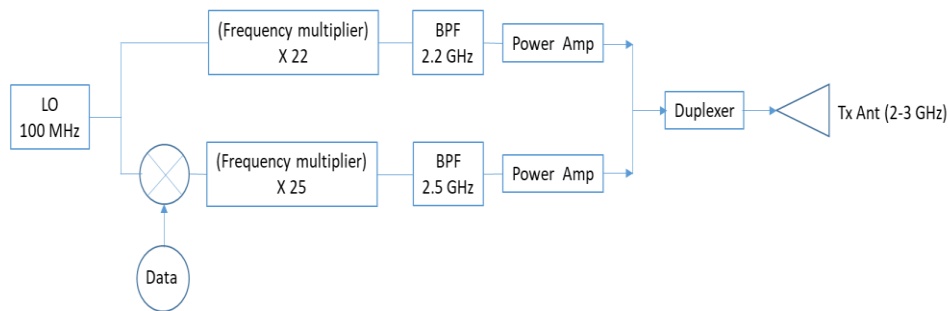 (Frequency multiplier)
X 22
BPF
2.2 GHz
Power Amp
LO
100 MHz
Duplexer
Tx Ant (2-3 GHz)
(Frequency multiplier)
X 25
BPF
2.5 GHz
Power Amp
Data